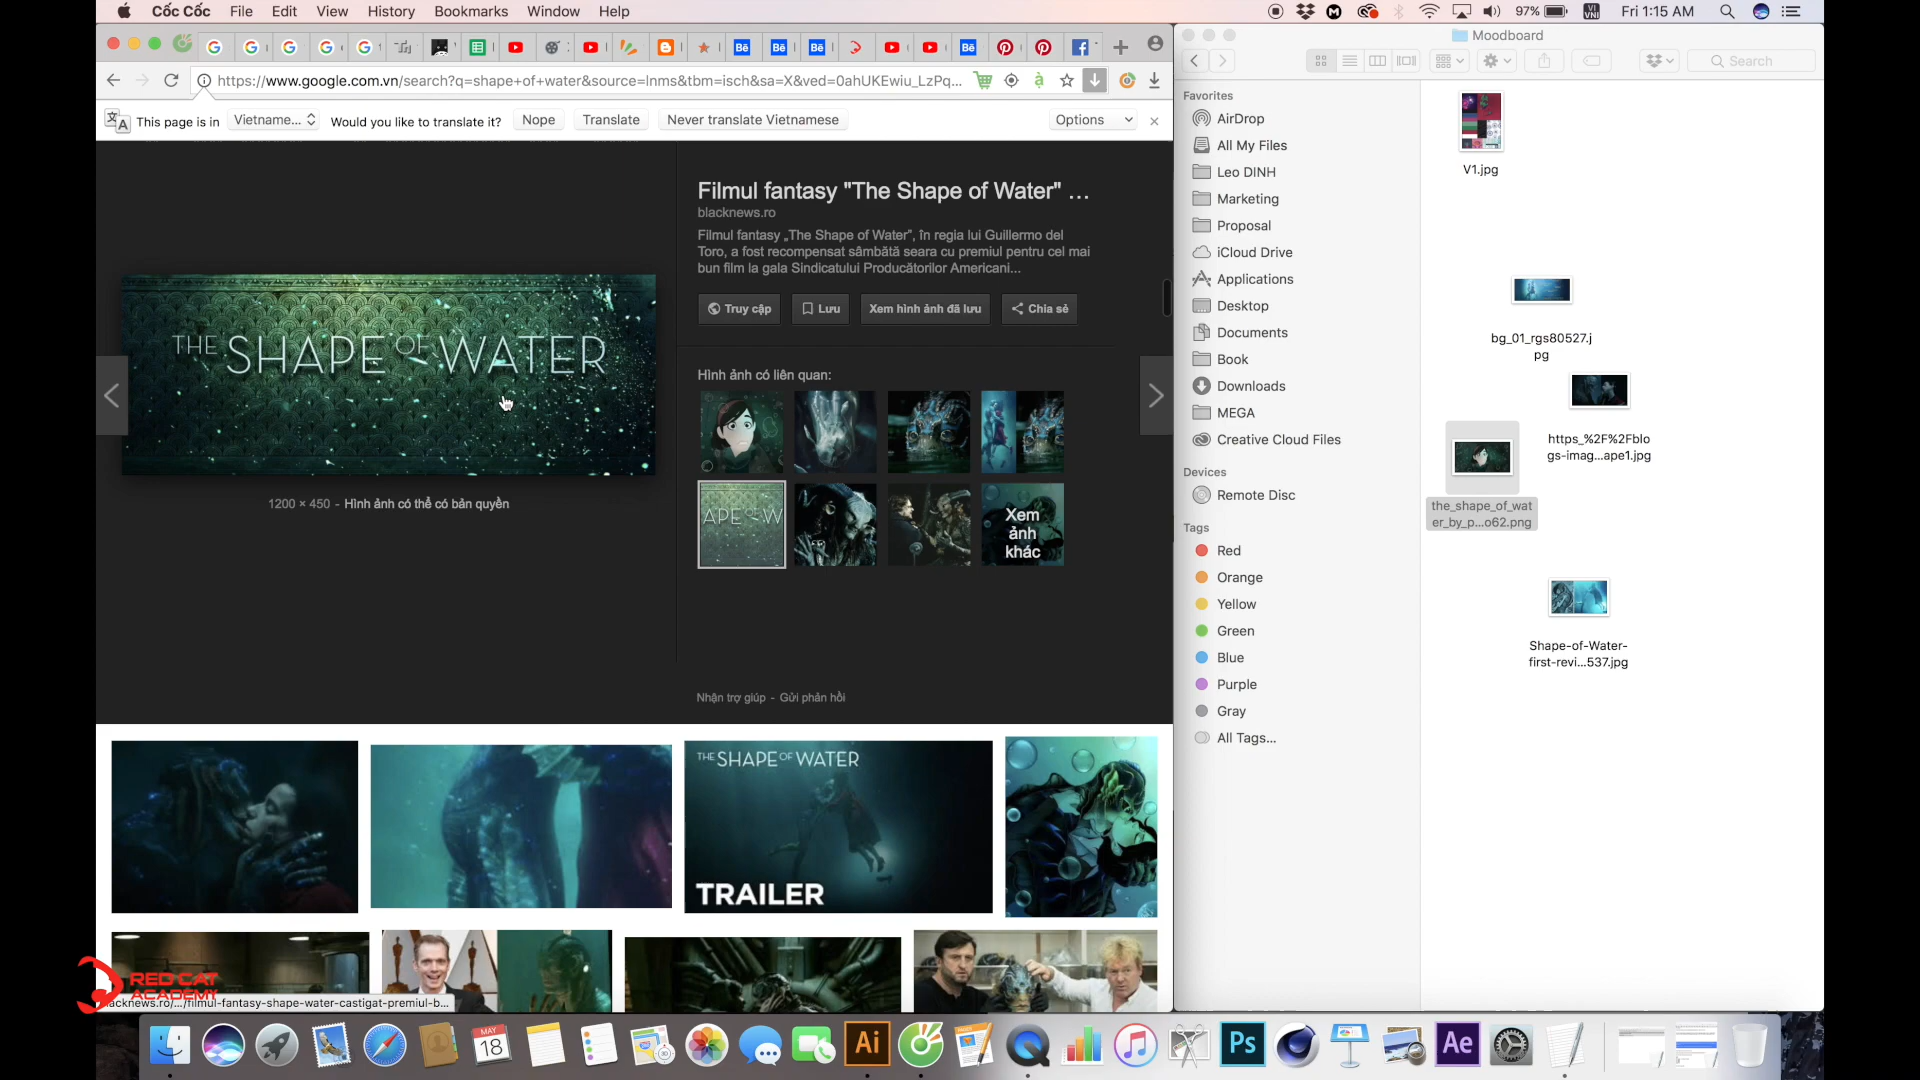 Cốc Cốc File Edit View History Bookmarks Window Help
97% VI VNI Fri 1:15 AM
Moodboard
https://www.google.com.vn/search?q=shape+of+water&source=lnms&tbm=isch&sa=X&ved=0ahUKEwiu_LzPq...
Search
This page is in Vietname... Would you like to translate it? Nope Translate Never translate Vietnamese Options
Filmul fantasy "The Shape of Water" ...
blacknews.ro
Filmul fantasy „The Shape of Water”, în regia lui Guillermo del
Toro, a fost recompensat sâmbătă seara cu premiul pentru cel mai
bun film la gala Sindicatului Producătorilor Americani...
Truy cập Lưu Xem hình ảnh đã lưu Chia sẻ
THE SHAPE OF WATER
1200 × 450 - Hình ảnh có thể có bản quyền
Hình ảnh có liên quan:
APE OF W
Xem
ảnh
khác
Nhận trợ giúp - Gửi phản hồi
THE SHAPE OF WATER
TRAILER
RED CAT
ACADEMY
acknews.ro/.../filmul-fantasy-shape-water-castigat-premiul-b...
Favorites
AirDrop
All My Files
Leo DINH
Marketing
Proposal
iCloud Drive
Applications
Desktop
Documents
Book
Downloads
MEGA
Creative Cloud Files
Devices
Remote Disc
Tags
Red
Orange
Yellow
Green
Blue
Purple
Gray
All Tags...
V1.jpg
bg_01_rgs80527.j
pg
https_%2F%2Fblo
gs-imag...ape1.jpg
the_shape_of_wat
er_by_p...o62.png
Shape-of-Water-
first-revi...537.jpg
MAY
18
Ai
Ps
Ae